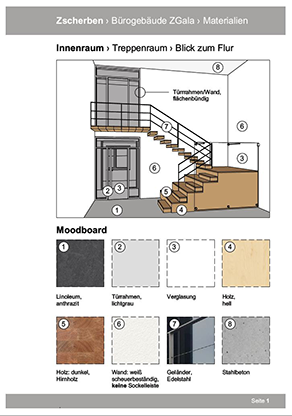 Zscherben › Bürogebäude ZGala › Materialien
Innenraum › Treppenraum › Blick zum Flur
8
Türrahmen/Wand,
flächenbündig
7
6
3
6
2
3
5
1
4
Moodboard
1
2
3
4
Linoleum,
anthrazit
Türrahmen,
lichtgrau
Verglasung
Holz,
hell
5
6
7
8
Holz: dunkel,
Hirnholz
Wand: weiß
scheuerbeständig,
keine Sockelleiste
Geländer,
Edelstahl
Stahlbeton
Seite 1